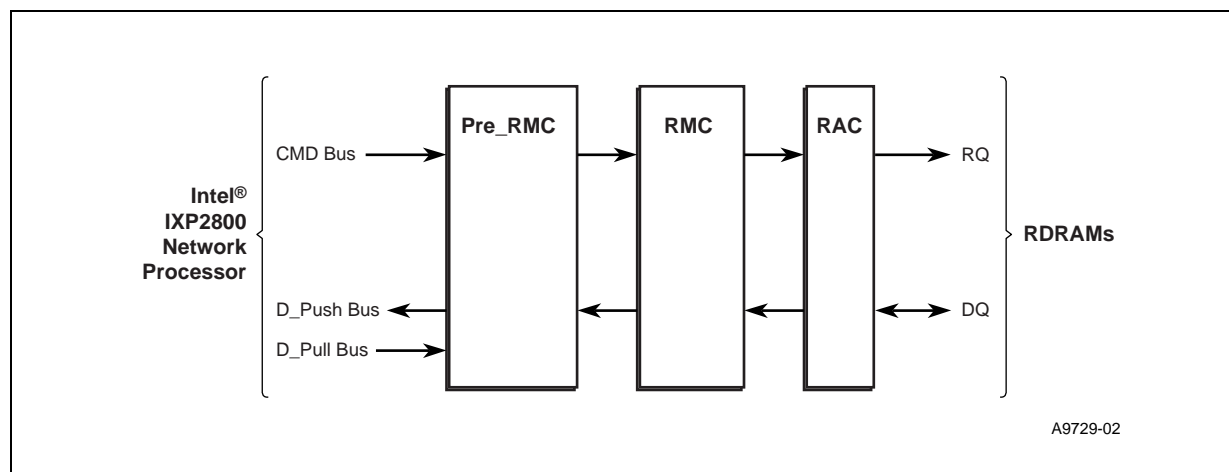 Pre_RMC
RMC
RAC
CMD Bus
RQ
Intel®
IXP2800
Network
Processor
RDRAMs
D_Push Bus
DQ
D_Pull Bus
A9729-02